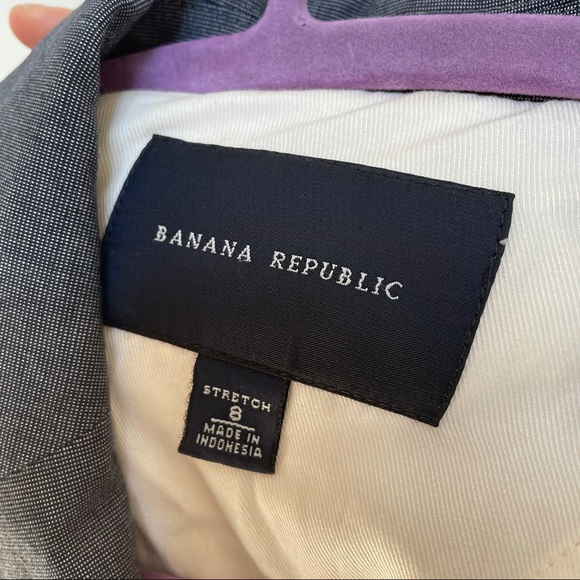 BANANA REPUBLIC
STRETCH
8
MADE IN
INDONESIA